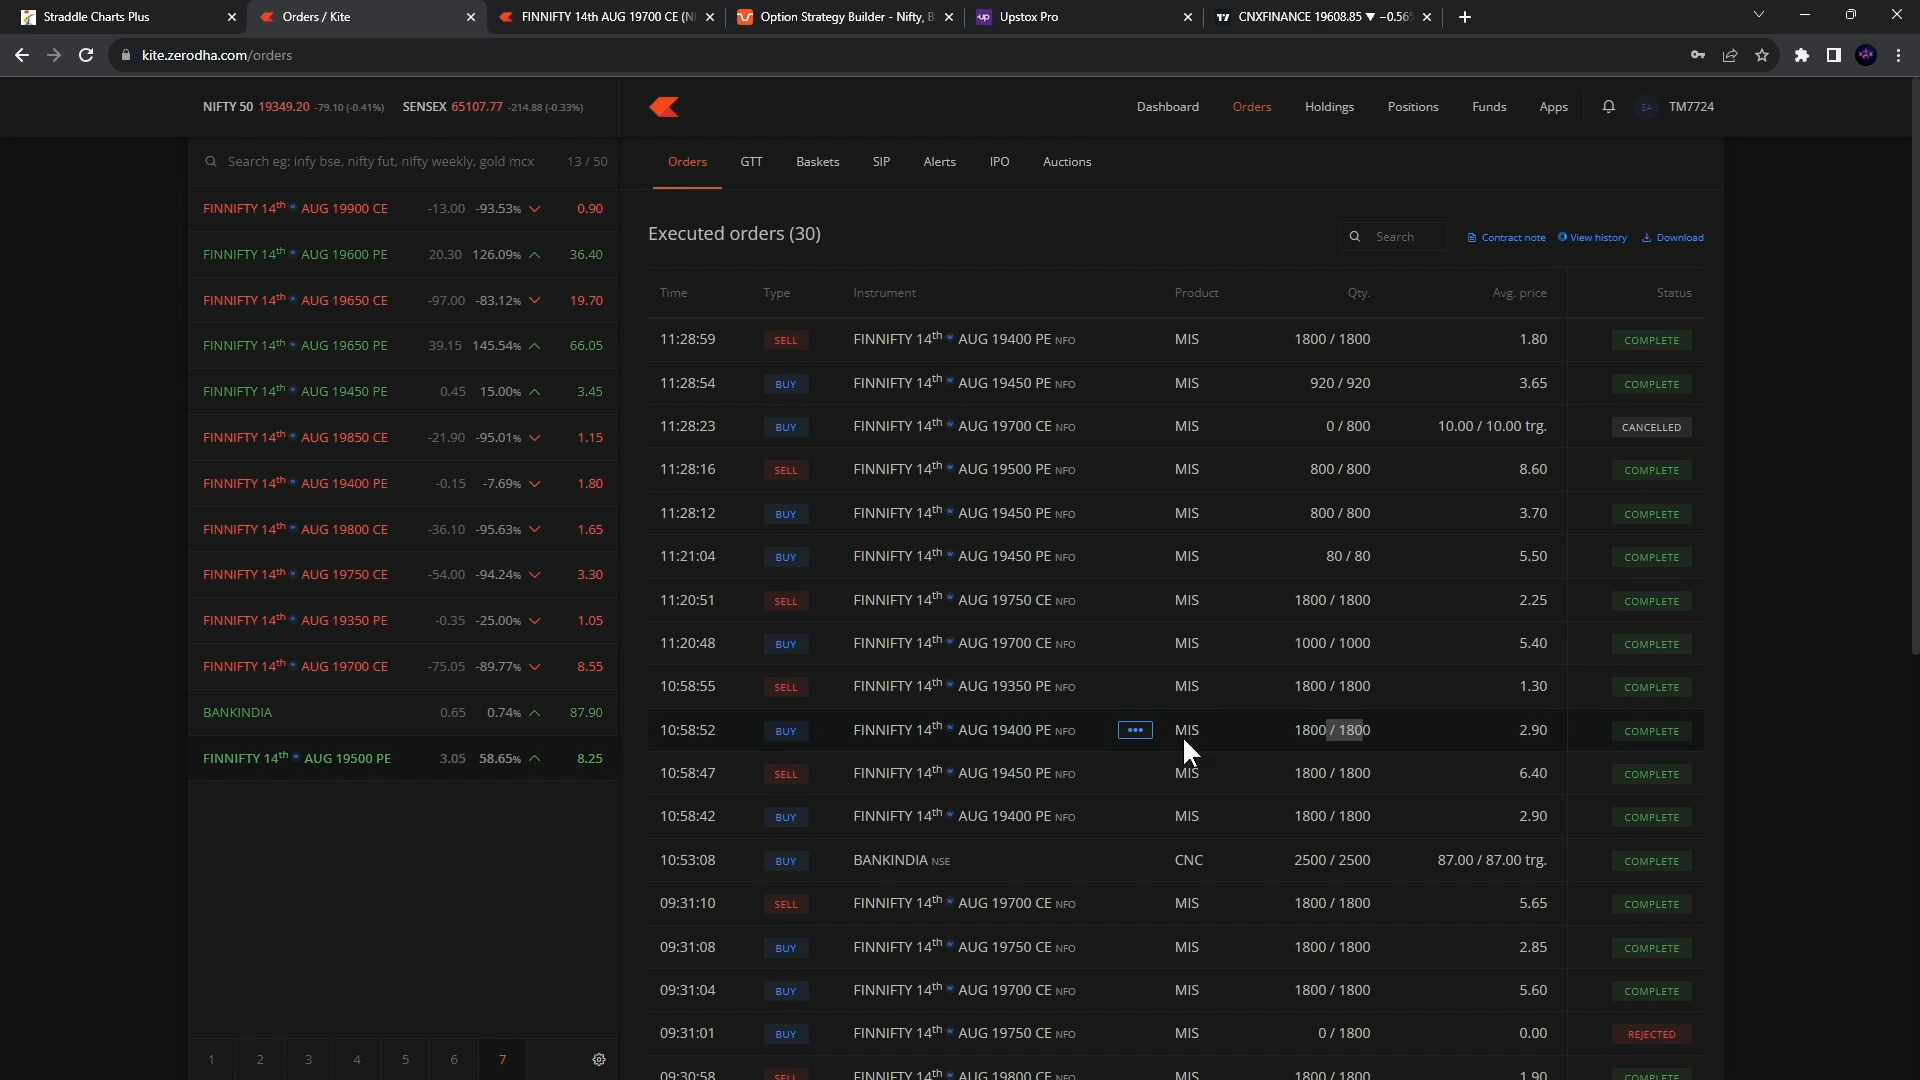 Straddle Charts Plus
Orders / Kite
FINNIFTY 14th AUG 19700 CE (N
Option Strategy Builder - Nifty, B
Upstox Pro
CNXFINANCE 19608.85 ▼ −0.56
kite.zerodha.com/orders
NIFTY 50 19349.20 -79.10 (-0.41%) SENSEX 65107.77 -214.88 (-0.33%)
Dashboard Orders Holdings Positions Funds Apps SA TM7724
Search eg: infy bse, nifty fut, nifty weekly, gold mcx 13 / 50
FINNIFTY 14th w AUG 19900 CE -13.00 -93.53% 0.90
FINNIFTY 14th w AUG 19600 PE 20.30 126.09% 36.40
FINNIFTY 14th w AUG 19650 CE -97.00 -83.12% 19.70
FINNIFTY 14th w AUG 19650 PE 39.15 145.54% 66.05
FINNIFTY 14th w AUG 19450 PE 0.45 15.00% 3.45
FINNIFTY 14th w AUG 19850 CE -21.90 -95.01% 1.15
FINNIFTY 14th w AUG 19400 PE -0.15 -7.69% 1.80
FINNIFTY 14th w AUG 19800 CE -36.10 -95.63% 1.65
FINNIFTY 14th w AUG 19750 CE -54.00 -94.24% 3.30
FINNIFTY 14th w AUG 19350 PE -0.35 -25.00% 1.05
FINNIFTY 14th w AUG 19700 CE -75.05 -89.77% 8.55
BANKINDIA 0.65 0.74% 87.90
FINNIFTY 14th w AUG 19500 PE 3.05 58.65% 8.25
1 2 3 4 5 6 7
Orders GTT Baskets SIP Alerts IPO Auctions
Executed orders (30)
Search Contract note View history Download
Time Type Instrument Product Qty. Avg. price Status
11:28:59 SELL FINNIFTY 14th w AUG 19400 PE NFO MIS 1800 / 1800 1.80 COMPLETE
11:28:54 BUY FINNIFTY 14th w AUG 19450 PE NFO MIS 920 / 920 3.65 COMPLETE
11:28:23 BUY FINNIFTY 14th w AUG 19700 CE NFO MIS 0 / 800 10.00 / 10.00 trg. CANCELLED
11:28:16 SELL FINNIFTY 14th w AUG 19500 PE NFO MIS 800 / 800 8.60 COMPLETE
11:28:12 BUY FINNIFTY 14th w AUG 19450 PE NFO MIS 800 / 800 3.70 COMPLETE
11:21:04 BUY FINNIFTY 14th w AUG 19450 PE NFO MIS 80 / 80 5.50 COMPLETE
11:20:51 SELL FINNIFTY 14th w AUG 19750 CE NFO MIS 1800 / 1800 2.25 COMPLETE
11:20:48 BUY FINNIFTY 14th w AUG 19700 CE NFO MIS 1000 / 1000 5.40 COMPLETE
10:58:55 SELL FINNIFTY 14th w AUG 19350 PE NFO MIS 1800 / 1800 1.30 COMPLETE
10:58:52 BUY FINNIFTY 14th w AUG 19400 PE NFO MIS 1800 / 1800 2.90 COMPLETE
10:58:47 SELL FINNIFTY 14th w AUG 19450 PE NFO MIS 1800 / 1800 6.40 COMPLETE
10:58:42 BUY FINNIFTY 14th w AUG 19400 PE NFO MIS 1800 / 1800 2.90 COMPLETE
10:53:08 BUY BANKINDIA NSE CNC 2500 / 2500 87.00 / 87.00 trg. COMPLETE
09:31:10 SELL FINNIFTY 14th w AUG 19700 CE NFO MIS 1800 / 1800 5.65 COMPLETE
09:31:08 BUY FINNIFTY 14th w AUG 19750 CE NFO MIS 1800 / 1800 2.85 COMPLETE
09:31:04 BUY FINNIFTY 14th w AUG 19700 CE NFO MIS 1800 / 1800 5.60 COMPLETE
09:31:01 BUY FINNIFTY 14th w AUG 19750 CE NFO MIS 0 / 1800 0.00 REJECTED
09:30:58 SELL FINNIFTY 14th w AUG 19800 CE NFO MIS 1800 / 1800 1.90 COMPLETE